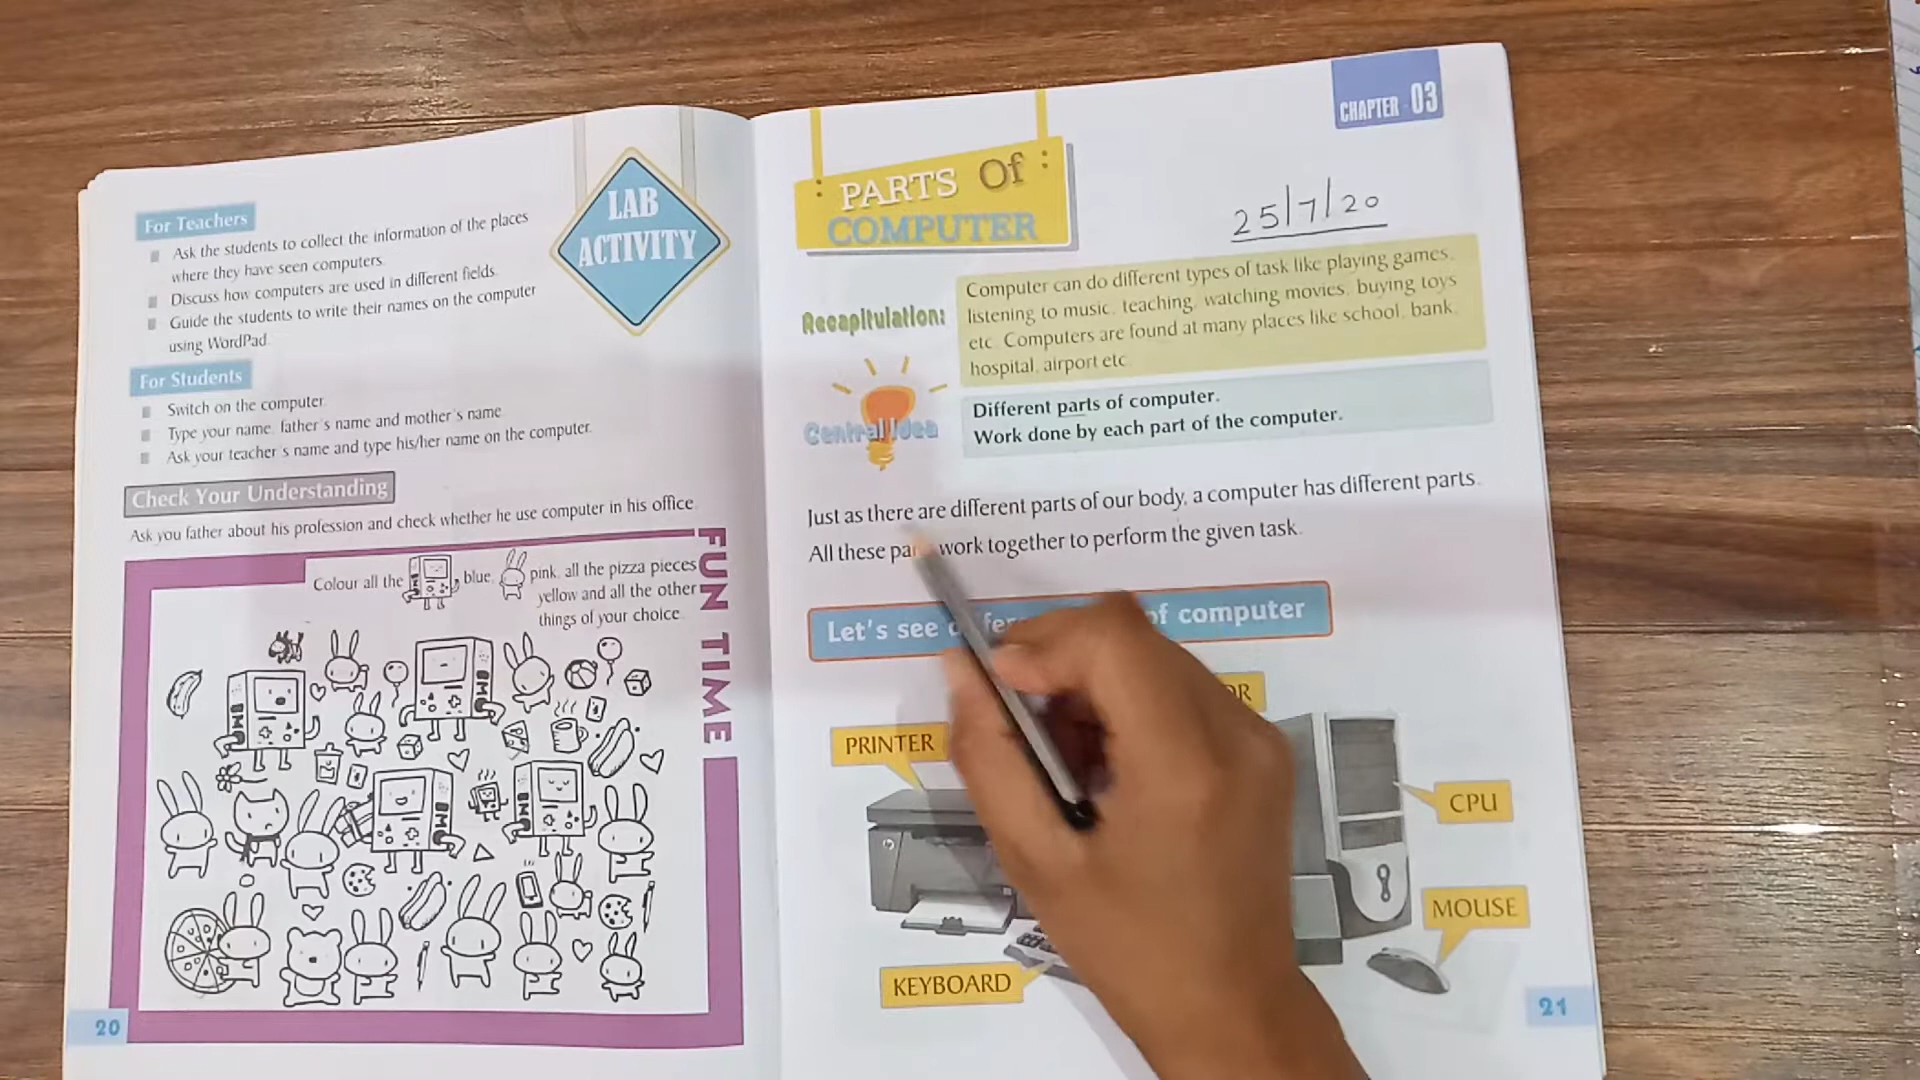 For Teachers
Ask the students to collect the information of the places
where they have seen computers.
Discuss how computers are used in different fields.
Guide the students to write their names on the computer
using WordPad.
LAB
ACTIVITY
For Students
Switch on the computer.
Type your name, father's name and mother's name.
Ask your teacher's name and type his/her name on the computer.
Check Your Understanding
Ask you father about his profession and check whether he use computer in his office.
FUN TIME
Colour all the blue, pink, all the pizza pieces
yellow and all the other
things of your choice.
BMO
BMO
BMO
BMO
20
CHAPTER - 03
PARTS Of
COMPUTER
25/7/20
Recapitulation:
Computer can do different types of task like playing games,
listening to music, teaching, watching movies, buying toys
etc. Computers are found at many places like school, bank,
hospital, airport etc.
Central Idea
Different parts of computer.
Work done by each part of the computer.
Just as there are different parts of our body, a computer has different parts.
All these work together to perform the given task.
Let's see of computer
PRINTER
CPU
MOUSE
KEYBOARD
hp
21